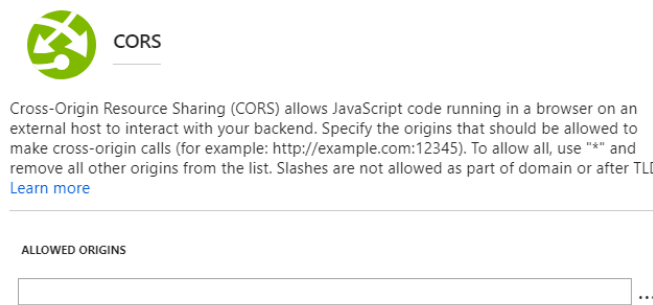 CORS
Cross-Origin Resource Sharing (CORS) allows JavaScript code running in a browser on an
external host to interact with your backend. Specify the origins that should be allowed to
make cross-origin calls (for example: http://example.com:12345). To allow all, use "*" and
remove all other origins from the list. Slashes are not allowed as part of domain or after TLD
Learn more
ALLOWED ORIGINS
...